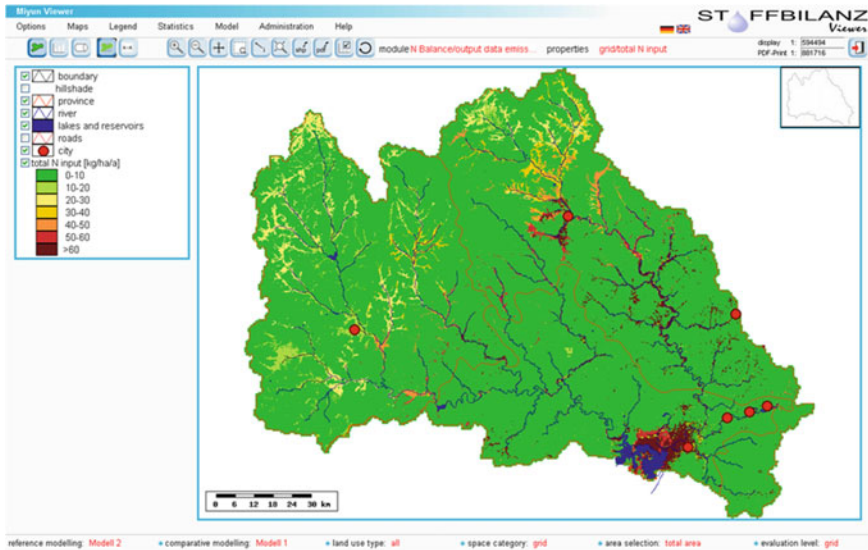 Miyun Viewer
Options Maps Legend Statistics Model Administration Help
STOFFBILANZ
Viewer
module N Balance/output data emiss... properties grid/total N input
display 1: 594494
PDF-Print 1: 881716
boundary
hillshade
province
river
lakes and reservoirs
roads
city
total N input [kg/ha/a]
0-10
10-20
20-30
30-40
40-50
50-60
>60
0 6 12 18 24 30 km
reference modelling: Modell 2 comparative modelling: Modell 1 land use type: all space category: grid area selection: total area evaluation level: grid